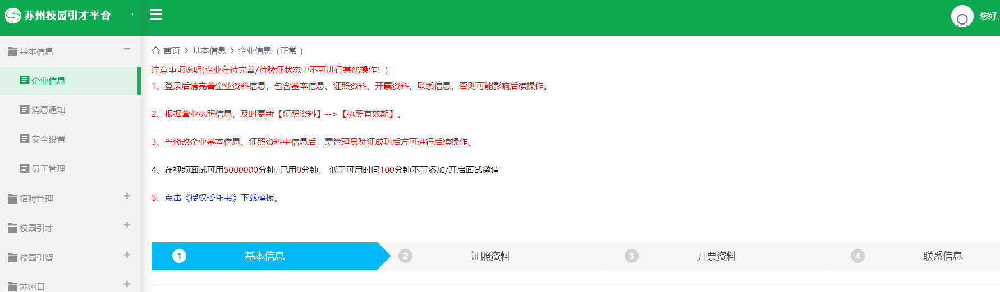 苏州校园引才平台
您好,
基本信息
企业信息
消息通知
安全设置
员工管理
招聘管理
校园引才
校园引智
苏州日
首页 > 基本信息 > 企业信息（正常 ）
注意事项说明(企业在待完善/待验证状态中不可进行其他操作！)
1、登录后请完善企业资料信息，包含基本信息、证照资料、开票资料、联系信息，否则可能影响后续操作。
2、根据营业执照信息，及时更新【证照资料】-->【执照有效期】。
3、当修改企业基本信息、证照资料中信息后，需管理员验证成功后方可进行后续操作。
4、在视频面试可用5000000分钟, 已用0分钟， 低于可用时间100分钟不可添加/开启面试邀请
5、点击《授权委托书》下载模板。
1 基本信息
2 证照资料
3 开票资料
4 联系信息